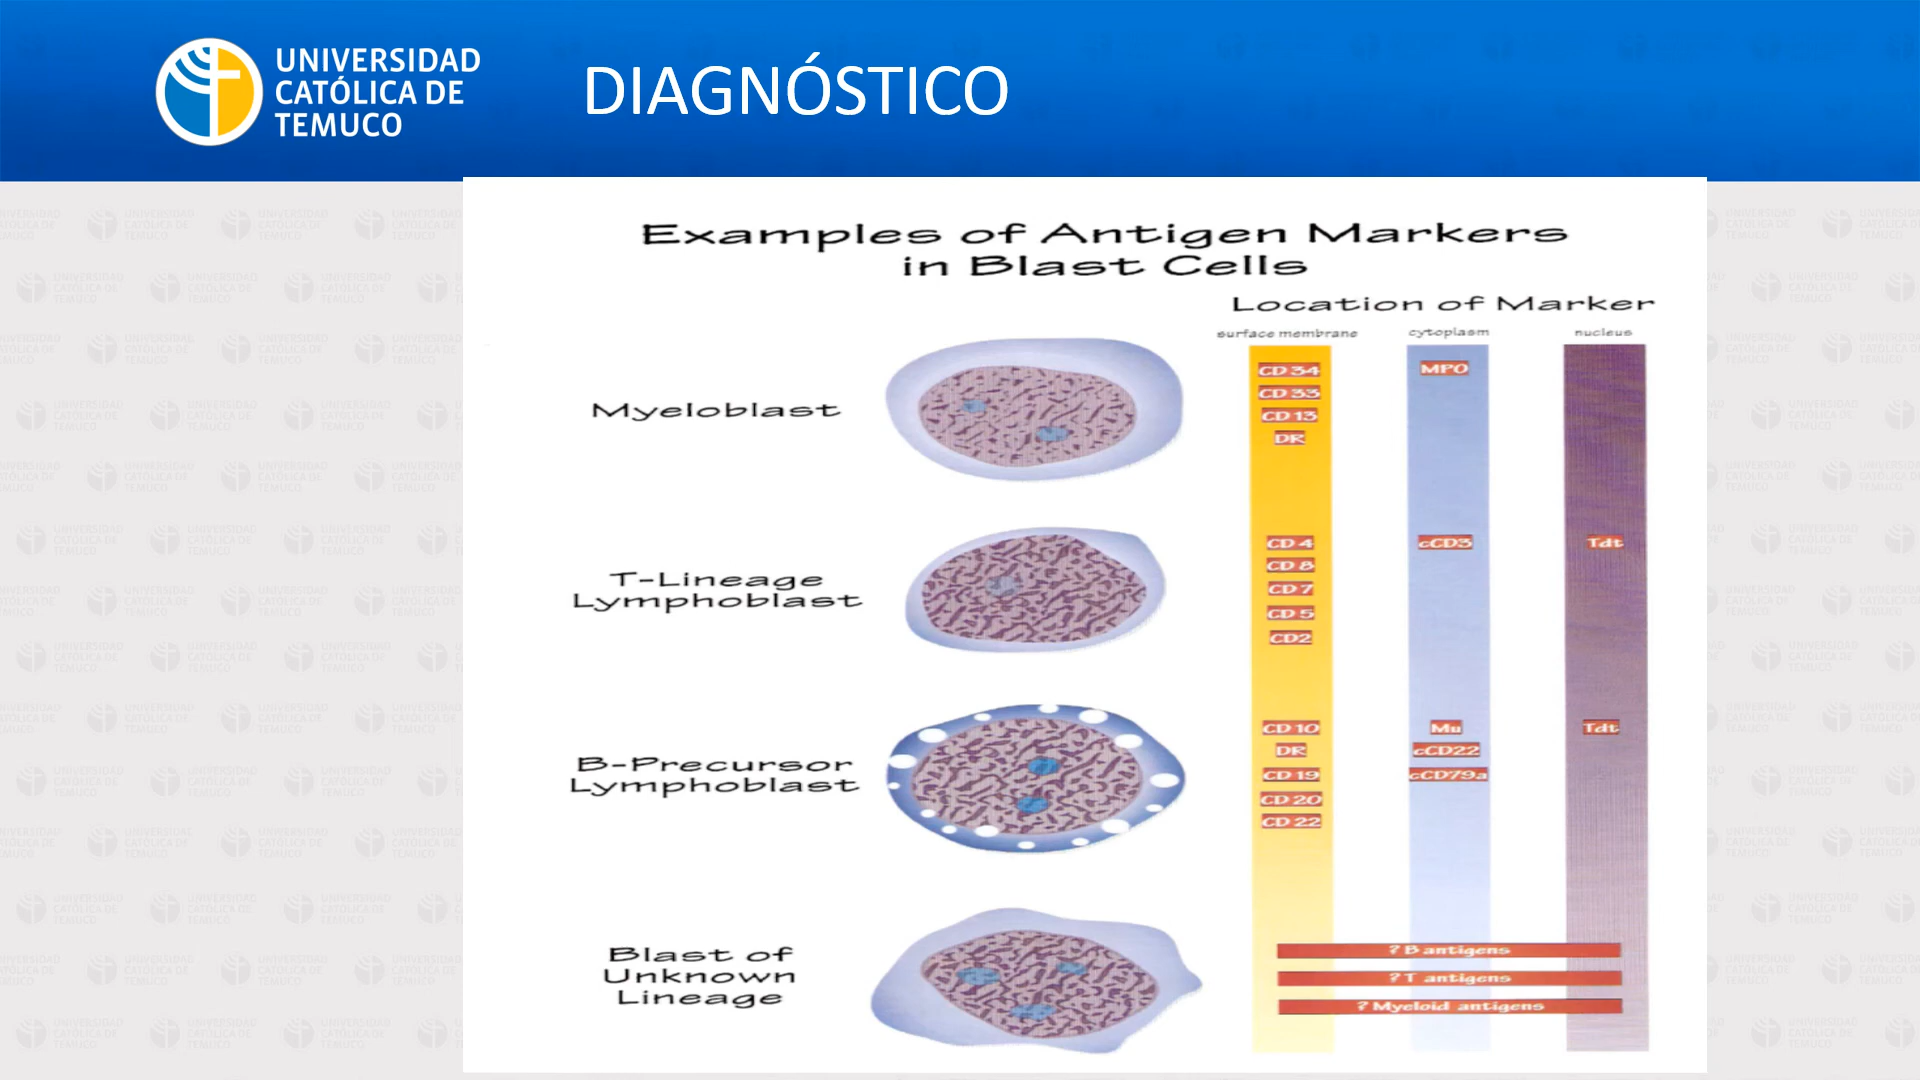 UNIVERSIDAD
CATÓLICA DE
TEMUCO
DIAGNÓSTICO
Examples of Antigen Markers
in Blast Cells
Location of Marker
surface membrane cytoplasm nucleus
Myeloblast
CD 34 MPO
CD 33
CD 13
DR
T-Lineage
Lymphoblast
CD 4 cCD3 Tdt
CD 8
CD 7
CD 5
CD2
B-Precursor
Lymphoblast
CD 10 Mu Tdt
DR cCD22
CD 19 cCD79a
CD 20
CD 22
Blast of
Unknown
Lineage
? B antigens
? T antigens
? Myeloid antigens